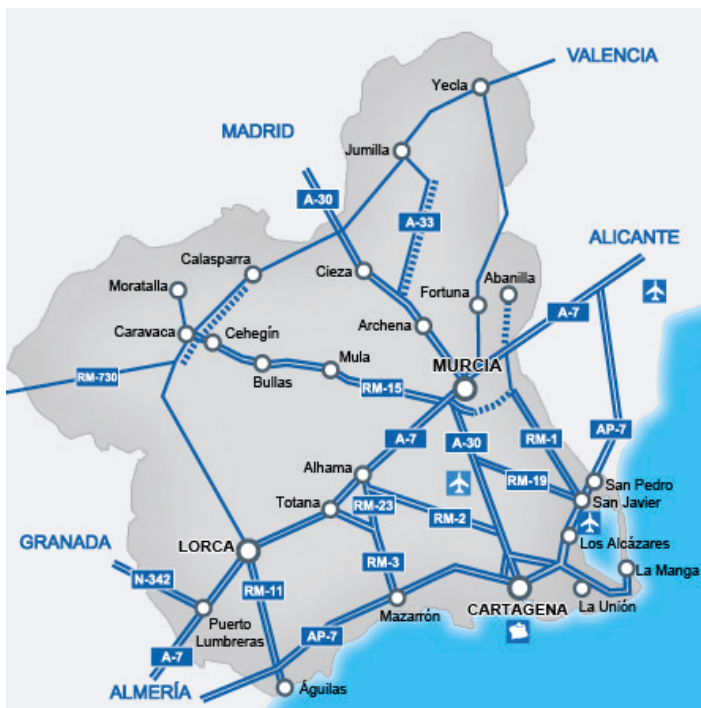 VALENCIA
Yecla
MADRID
Jumilla
A-30
A-33
ALICANTE
Calasparra
Cieza
Moratalla
Fortuna
Abanilla
Archena
A-7
Caravaca
Cehegín
Mula
MURCIA
Bullas
RM-730
RM-15
A-7
A-30
RM-1
AP-7
Alhama
RM-19
San Pedro
San Javier
Totana
RM-23
RM-2
GRANADA
LORCA
Los Alcázares
N-342
RM-11
RM-3
La Manga
Puerto
Lumbreras
Mazarrón
CARTAGENA
La Unión
AP-7
A-7
ALMERÍA
Águilas